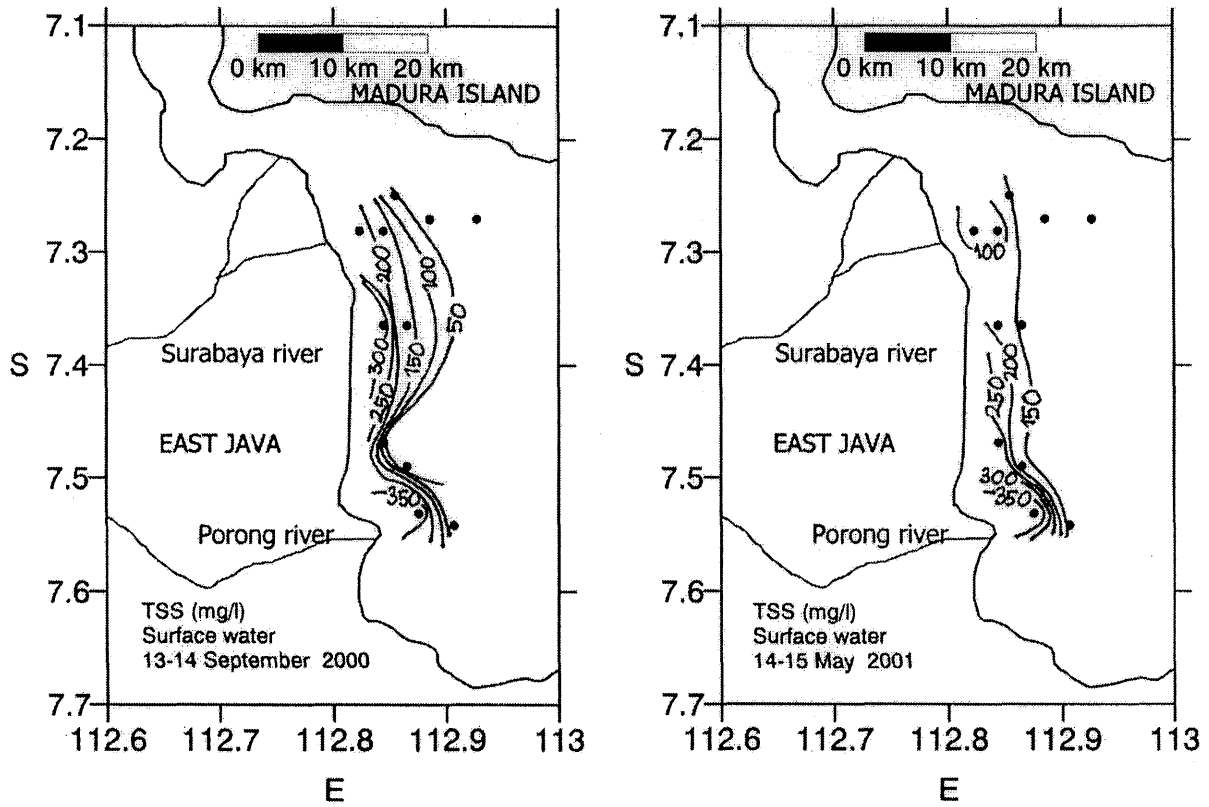 7.1
0 km 10 km 20 km
MADURA ISLAND
7.2
7.3
200
100
50
300
150
250
Surabaya river
S 7.4
EAST JAVA
7.5
350
Porong river
7.6
TSS (mg/l)
Surface water
13-14 September 2000
7.7
112.6 112.7 112.8 112.9 113
E
7.1
0 km 10 km 20 km
MADURA ISLAND
7.2
7.3
100
Surabaya river
S 7.4
200
250
150
EAST JAVA
7.5
300
350
Porong river
7.6
TSS (mg/l)
Surface water
14-15 May 2001
7.7
112.6 112.7 112.8 112.9 113
E